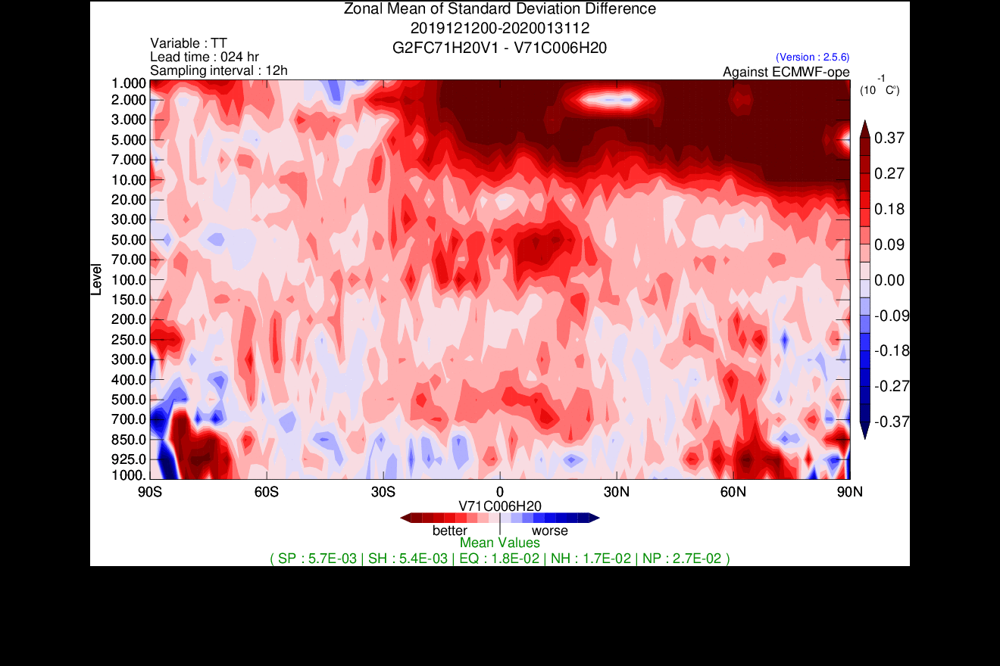 Zonal Mean of Standard Deviation Difference
2019121200-2020013112
G2FC71H20V1 - V71C006H20
Variable : TT
Lead time : 024 hr
Sampling interval : 12h
(Version : 2.5.6)
Against ECMWF-ope
(10 -1 C°)
Level
1.000
2.000
3.000
5.000
7.000
10.00
20.00
30.00
50.00
70.00
100.0
150.0
200.0
250.0
300.0
400.0
500.0
700.0
850.0
925.0
1000.
0.37
0.27
0.18
0.09
0.00
-0.09
-0.18
-0.27
-0.37
90S 60S 30S 0 30N 60N 90N
V71C006H20
better worse
Mean Values
( SP : 5.7E-03 | SH : 5.4E-03 | EQ : 1.8E-02 | NH : 1.7E-02 | NP : 2.7E-02 )